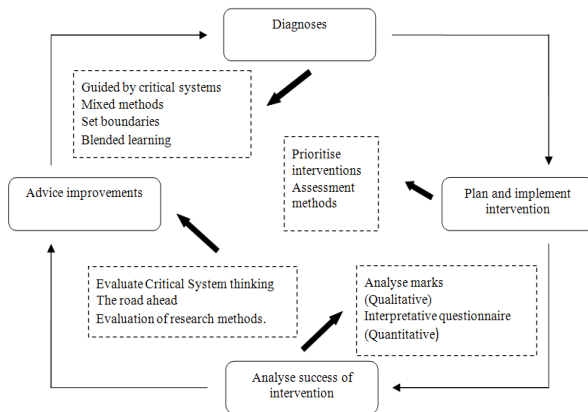 Diagnoses
Guided by critical systems
Mixed methods
Set boundaries
Blended learning
Prioritise
interventions
Assessment
methods
Advice improvements
Plan and implement
intervention
Evaluate Critical System thinking
The road ahead
Evaluation of research methods.
Analyse marks
(Qualitative)
Interpretative questionnaire
(Quantitative)
Analyse success of
intervention